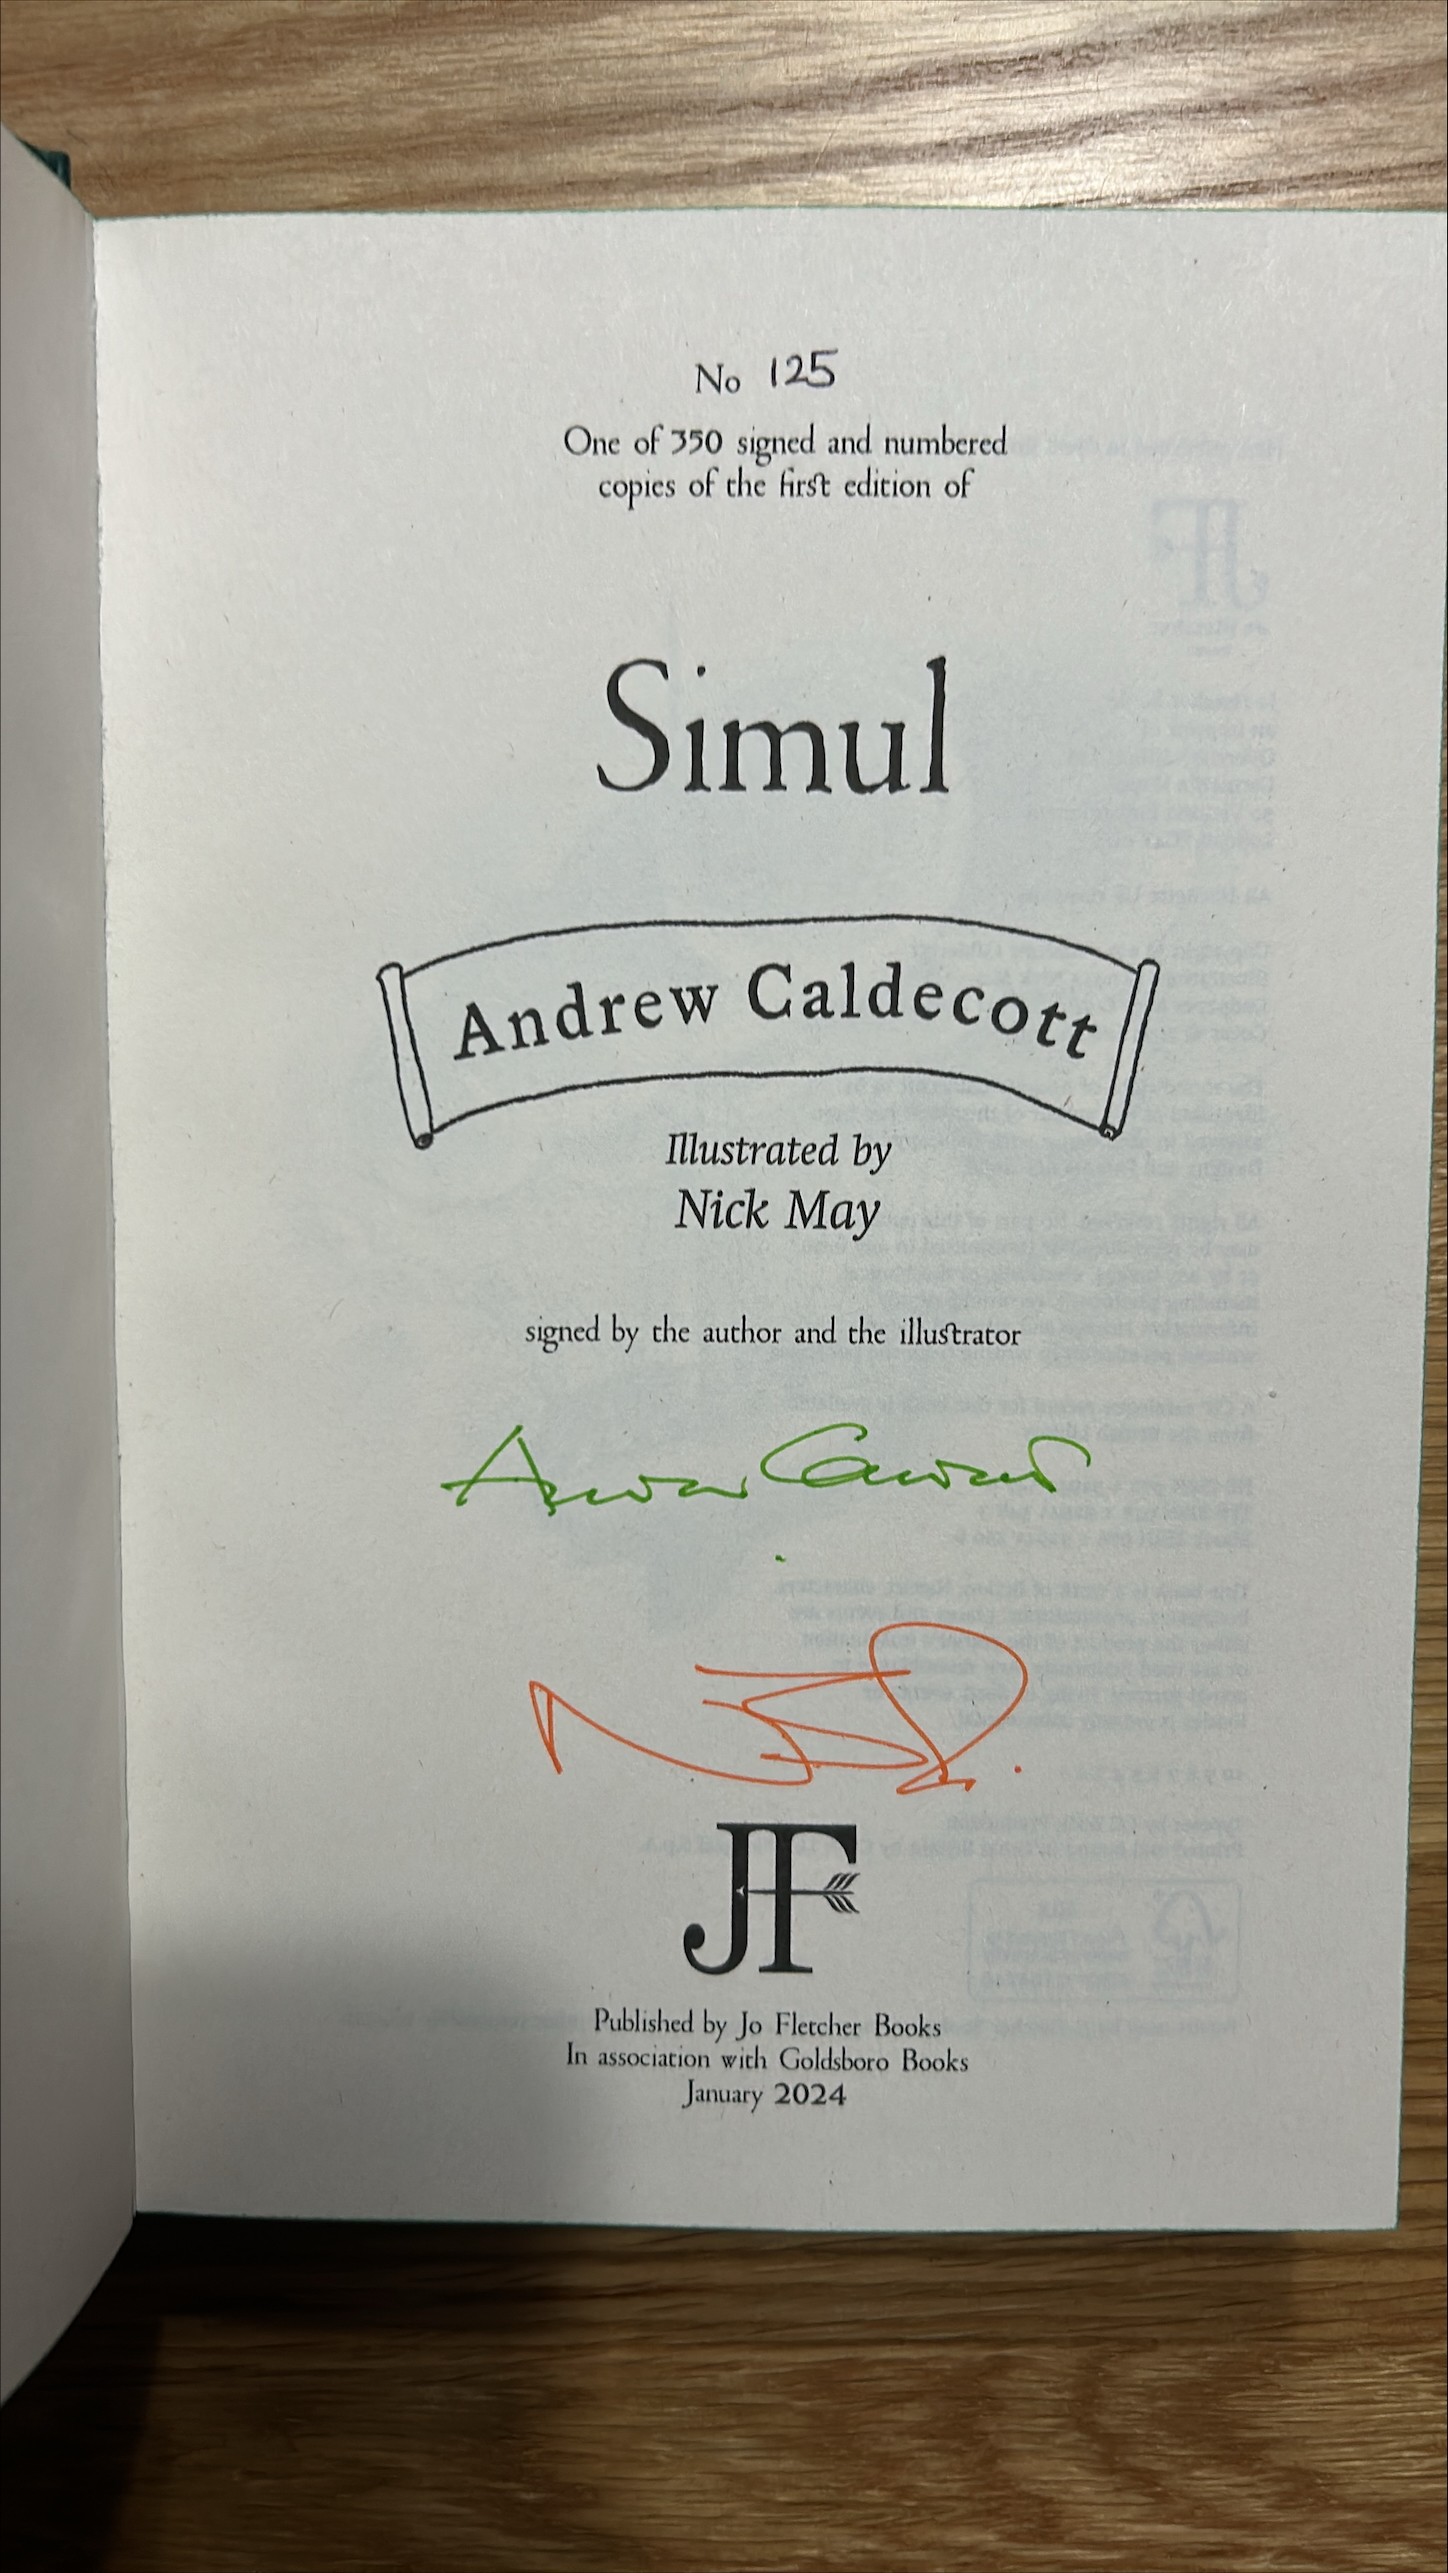 No 125
One of 350 signed and numbered
copies of the first edition of
Simul
Andrew Caldecott
Illustrated by
Nick May
signed by the author and the illustrator
JF
Published by Jo Fletcher Books
In association with Goldsboro Books
January 2024